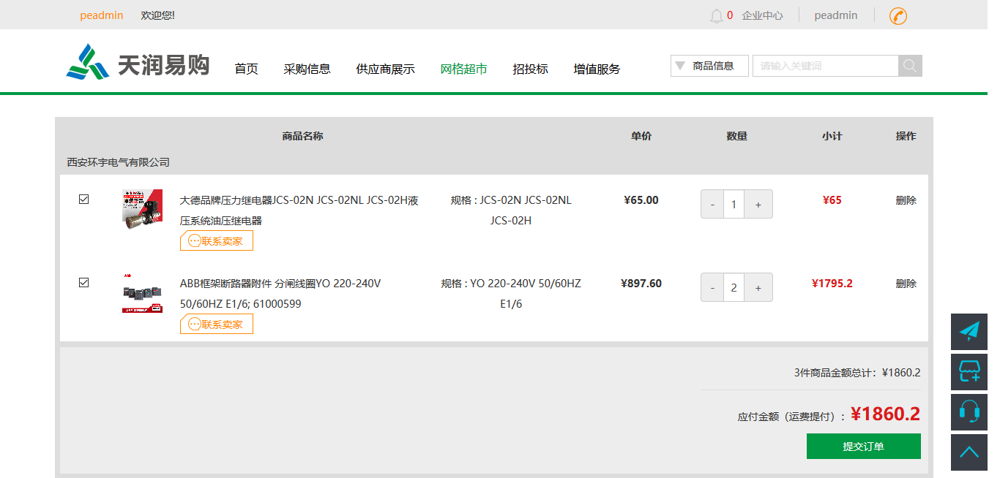 peadmin 欢迎您! 0 企业中心 peadmin
天润易购 首页 采购信息 供应商展示 网格超市 招投标 增值服务 商品信息 请输入关键词
商品名称 单价 数量 小计 操作
西安环宇电气有限公司
大德品牌压力继电器JCS-02N JCS-02NL JCS-02H液 规格 : JCS-02N JCS-02NL ¥65.00 - 1 + ¥65 删除
压系统油压继电器 JCS-02H
联系卖家
ABB框架断路器附件 分闸线圈YO 220-240V 规格 : YO 220-240V 50/60HZ ¥897.60 - 2 + ¥1795.2 删除
50/60HZ E1/6; 61000599 E1/6
联系卖家
3件商品金额总计：¥1860.2
应付金额（运费提付）: ¥1860.2
提交订单